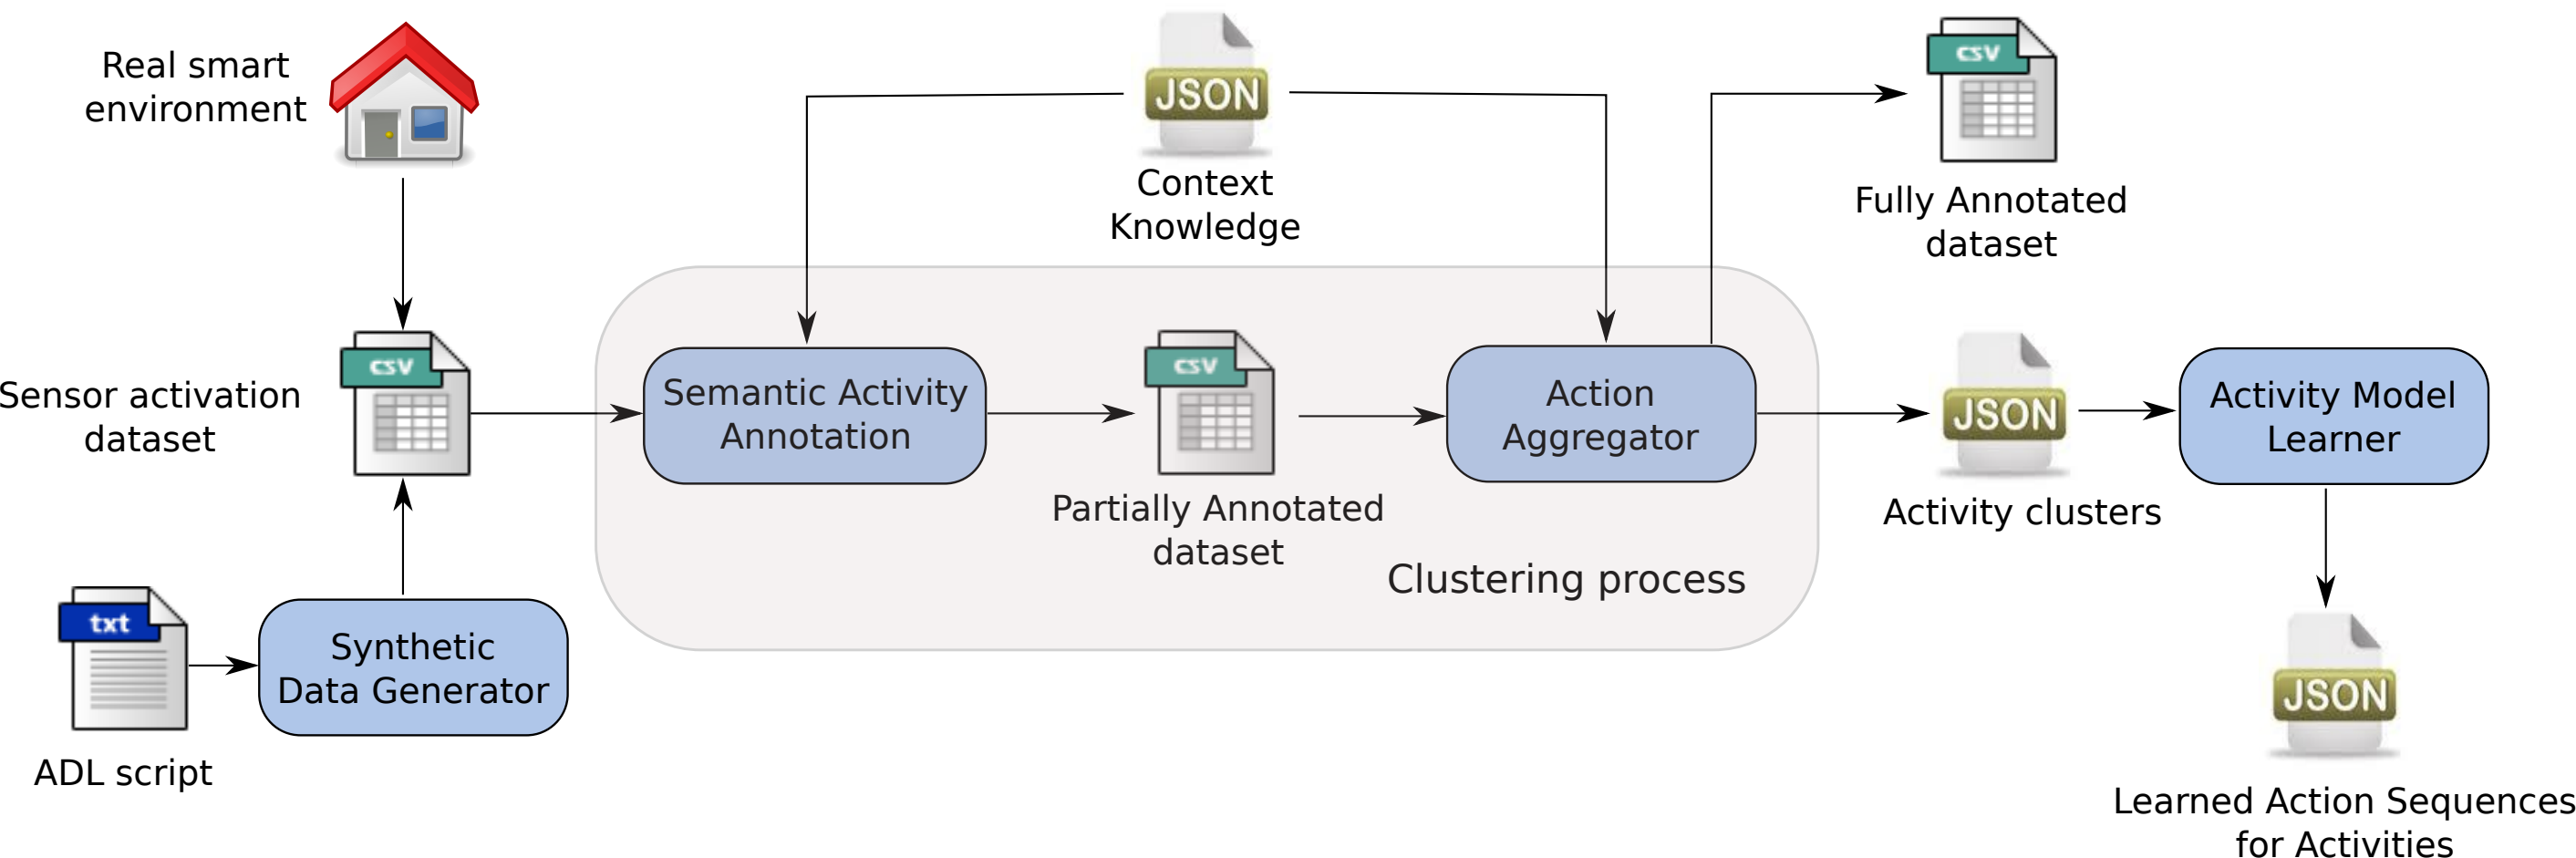 Real smart
environment
JSON
Context
Knowledge
csv
Fully Annotated
dataset
Sensor activation
dataset
csv
Semantic Activity
Annotation
csv
Partially Annotated
dataset
Action
Aggregator
JSON
Activity clusters
Activity Model
Learner
Clustering process
txt
ADL script
Synthetic
Data Generator
JSON
Learned Action Sequences
for Activities